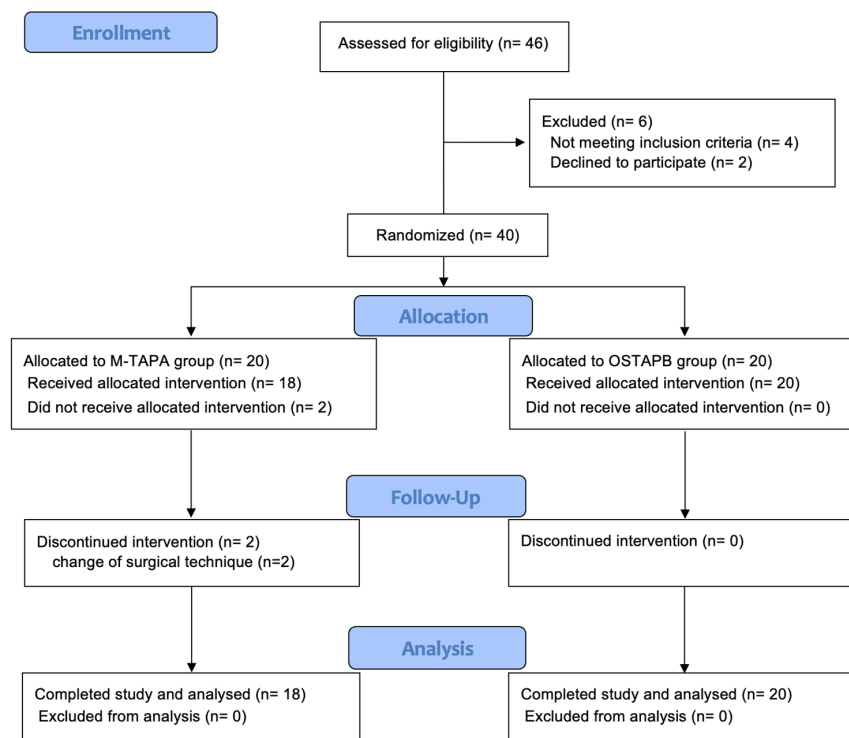 Enrollment
Assessed for eligibility (n= 46)
Excluded (n= 6)
Not meeting inclusion criteria (n= 4)
Declined to participate (n= 2)
Randomized (n= 40)
Allocation
Allocated to M-TAPA group (n= 20)
Received allocated intervention (n= 18)
Did not receive allocated intervention (n= 2)
Allocated to OSTAPB group (n= 20)
Received allocated intervention (n= 20)
Did not receive allocated intervention (n= 0)
Follow-Up
Discontinued intervention (n= 2)
change of surgical technique (n=2)
Discontinued intervention (n= 0)
Analysis
Completed study and analysed (n= 18)
Excluded from analysis (n= 0)
Completed study and analysed (n= 20)
Excluded from analysis (n= 0)